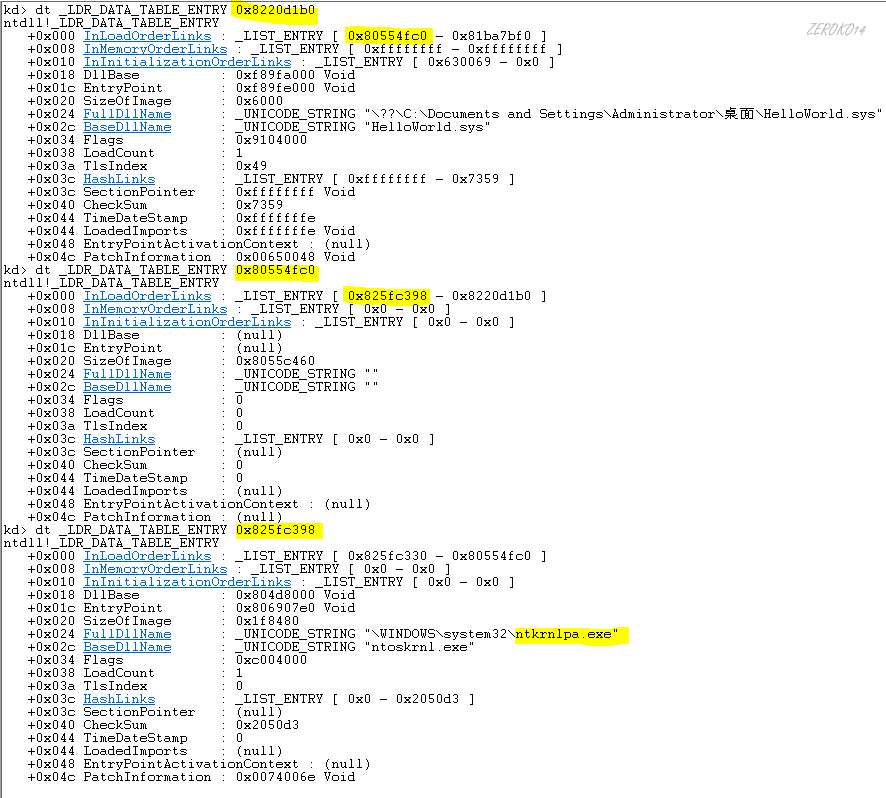 kd> dt _LDR_DATA_TABLE_ENTRY 0x8220d1b0
ZEROKO14
ntdll!_LDR_DATA_TABLE_ENTRY
+0x000 InLoadOrderLinks : _LIST_ENTRY [ 0x80554fc0 - 0x81ba7bf0 ]
+0x008 InMemoryOrderLinks : _LIST_ENTRY [ 0xffffffff - 0xffffffff ]
+0x010 InInitializationOrderLinks : _LIST_ENTRY [ 0x630069 - 0x0 ]
+0x018 DllBase : 0xf89fa000 Void
+0x01c EntryPoint : 0xf89fe000 Void
+0x020 SizeOfImage : 0x6000
+0x024 FullDllName : _UNICODE_STRING "\??\C:\Documents and Settings\Administrator\桌面\HelloWorld.sys"
+0x02c BaseDllName : _UNICODE_STRING "HelloWorld.sys"
+0x034 Flags : 0x9104000
+0x038 LoadCount : 1
+0x03a TlsIndex : 0x49
+0x03c HashLinks : _LIST_ENTRY [ 0xffffffff - 0x7359 ]
+0x03c SectionPointer : 0xffffffff Void
+0x040 CheckSum : 0x7359
+0x044 TimeDateStamp : 0xfffffffe
+0x044 LoadedImports : 0xfffffffe Void
+0x048 EntryPointActivationContext : (null)
+0x04c PatchInformation : 0x00650048 Void
kd> dt _LDR_DATA_TABLE_ENTRY 0x80554fc0
ntdll!_LDR_DATA_TABLE_ENTRY
+0x000 InLoadOrderLinks : _LIST_ENTRY [ 0x825fc398 - 0x8220d1b0 ]
+0x008 InMemoryOrderLinks : _LIST_ENTRY [ 0x0 - 0x0 ]
+0x010 InInitializationOrderLinks : _LIST_ENTRY [ 0x0 - 0x0 ]
+0x018 DllBase : (null)
+0x01c EntryPoint : (null)
+0x020 SizeOfImage : 0x8055c460
+0x024 FullDllName : _UNICODE_STRING ""
+0x02c BaseDllName : _UNICODE_STRING ""
+0x034 Flags : 0
+0x038 LoadCount : 0
+0x03a TlsIndex : 0
+0x03c HashLinks : _LIST_ENTRY [ 0x0 - 0x0 ]
+0x03c SectionPointer : (null)
+0x040 CheckSum : 0
+0x044 TimeDateStamp : 0
+0x044 LoadedImports : (null)
+0x048 EntryPointActivationContext : (null)
+0x04c PatchInformation : (null)
kd> dt _LDR_DATA_TABLE_ENTRY 0x825fc398
ntdll!_LDR_DATA_TABLE_ENTRY
+0x000 InLoadOrderLinks : _LIST_ENTRY [ 0x825fc330 - 0x80554fc0 ]
+0x008 InMemoryOrderLinks : _LIST_ENTRY [ 0x0 - 0x0 ]
+0x010 InInitializationOrderLinks : _LIST_ENTRY [ 0x0 - 0x0 ]
+0x018 DllBase : 0x804d8000 Void
+0x01c EntryPoint : 0x806907e0 Void
+0x020 SizeOfImage : 0x1f8480
+0x024 FullDllName : _UNICODE_STRING "\WINDOWS\system32\ntkrnlpa.exe"
+0x02c BaseDllName : _UNICODE_STRING "ntoskrnl.exe"
+0x034 Flags : 0xc004000
+0x038 LoadCount : 1
+0x03a TlsIndex : 0
+0x03c HashLinks : _LIST_ENTRY [ 0x0 - 0x2050d3 ]
+0x03c SectionPointer : (null)
+0x040 CheckSum : 0x2050d3
+0x044 TimeDateStamp : 0
+0x044 LoadedImports : (null)
+0x048 EntryPointActivationContext : (null)
+0x04c PatchInformation : 0x0074006e Void